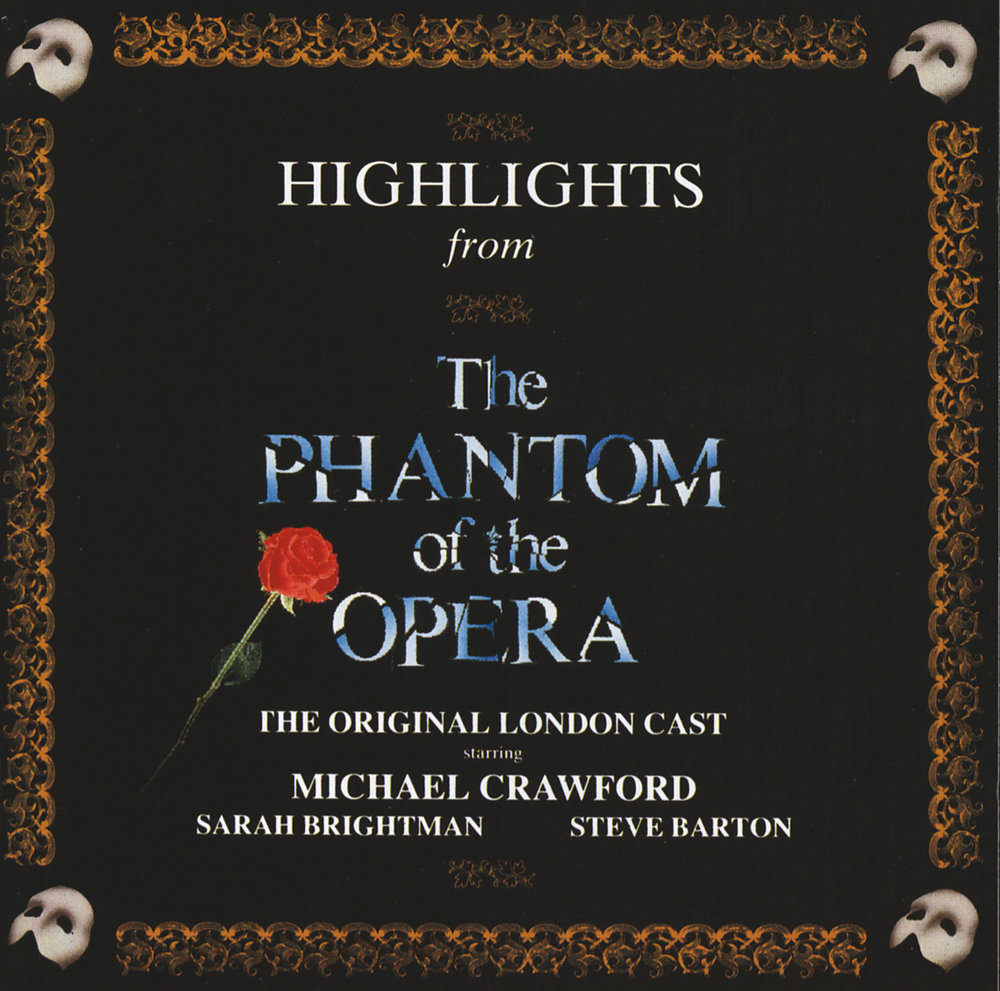 HIGHLIGHTS
from
The
PHANTOM
of the
OPERA
THE ORIGINAL LONDON CAST
starring
MICHAEL CRAWFORD
SARAH BRIGHTMAN STEVE BARTON